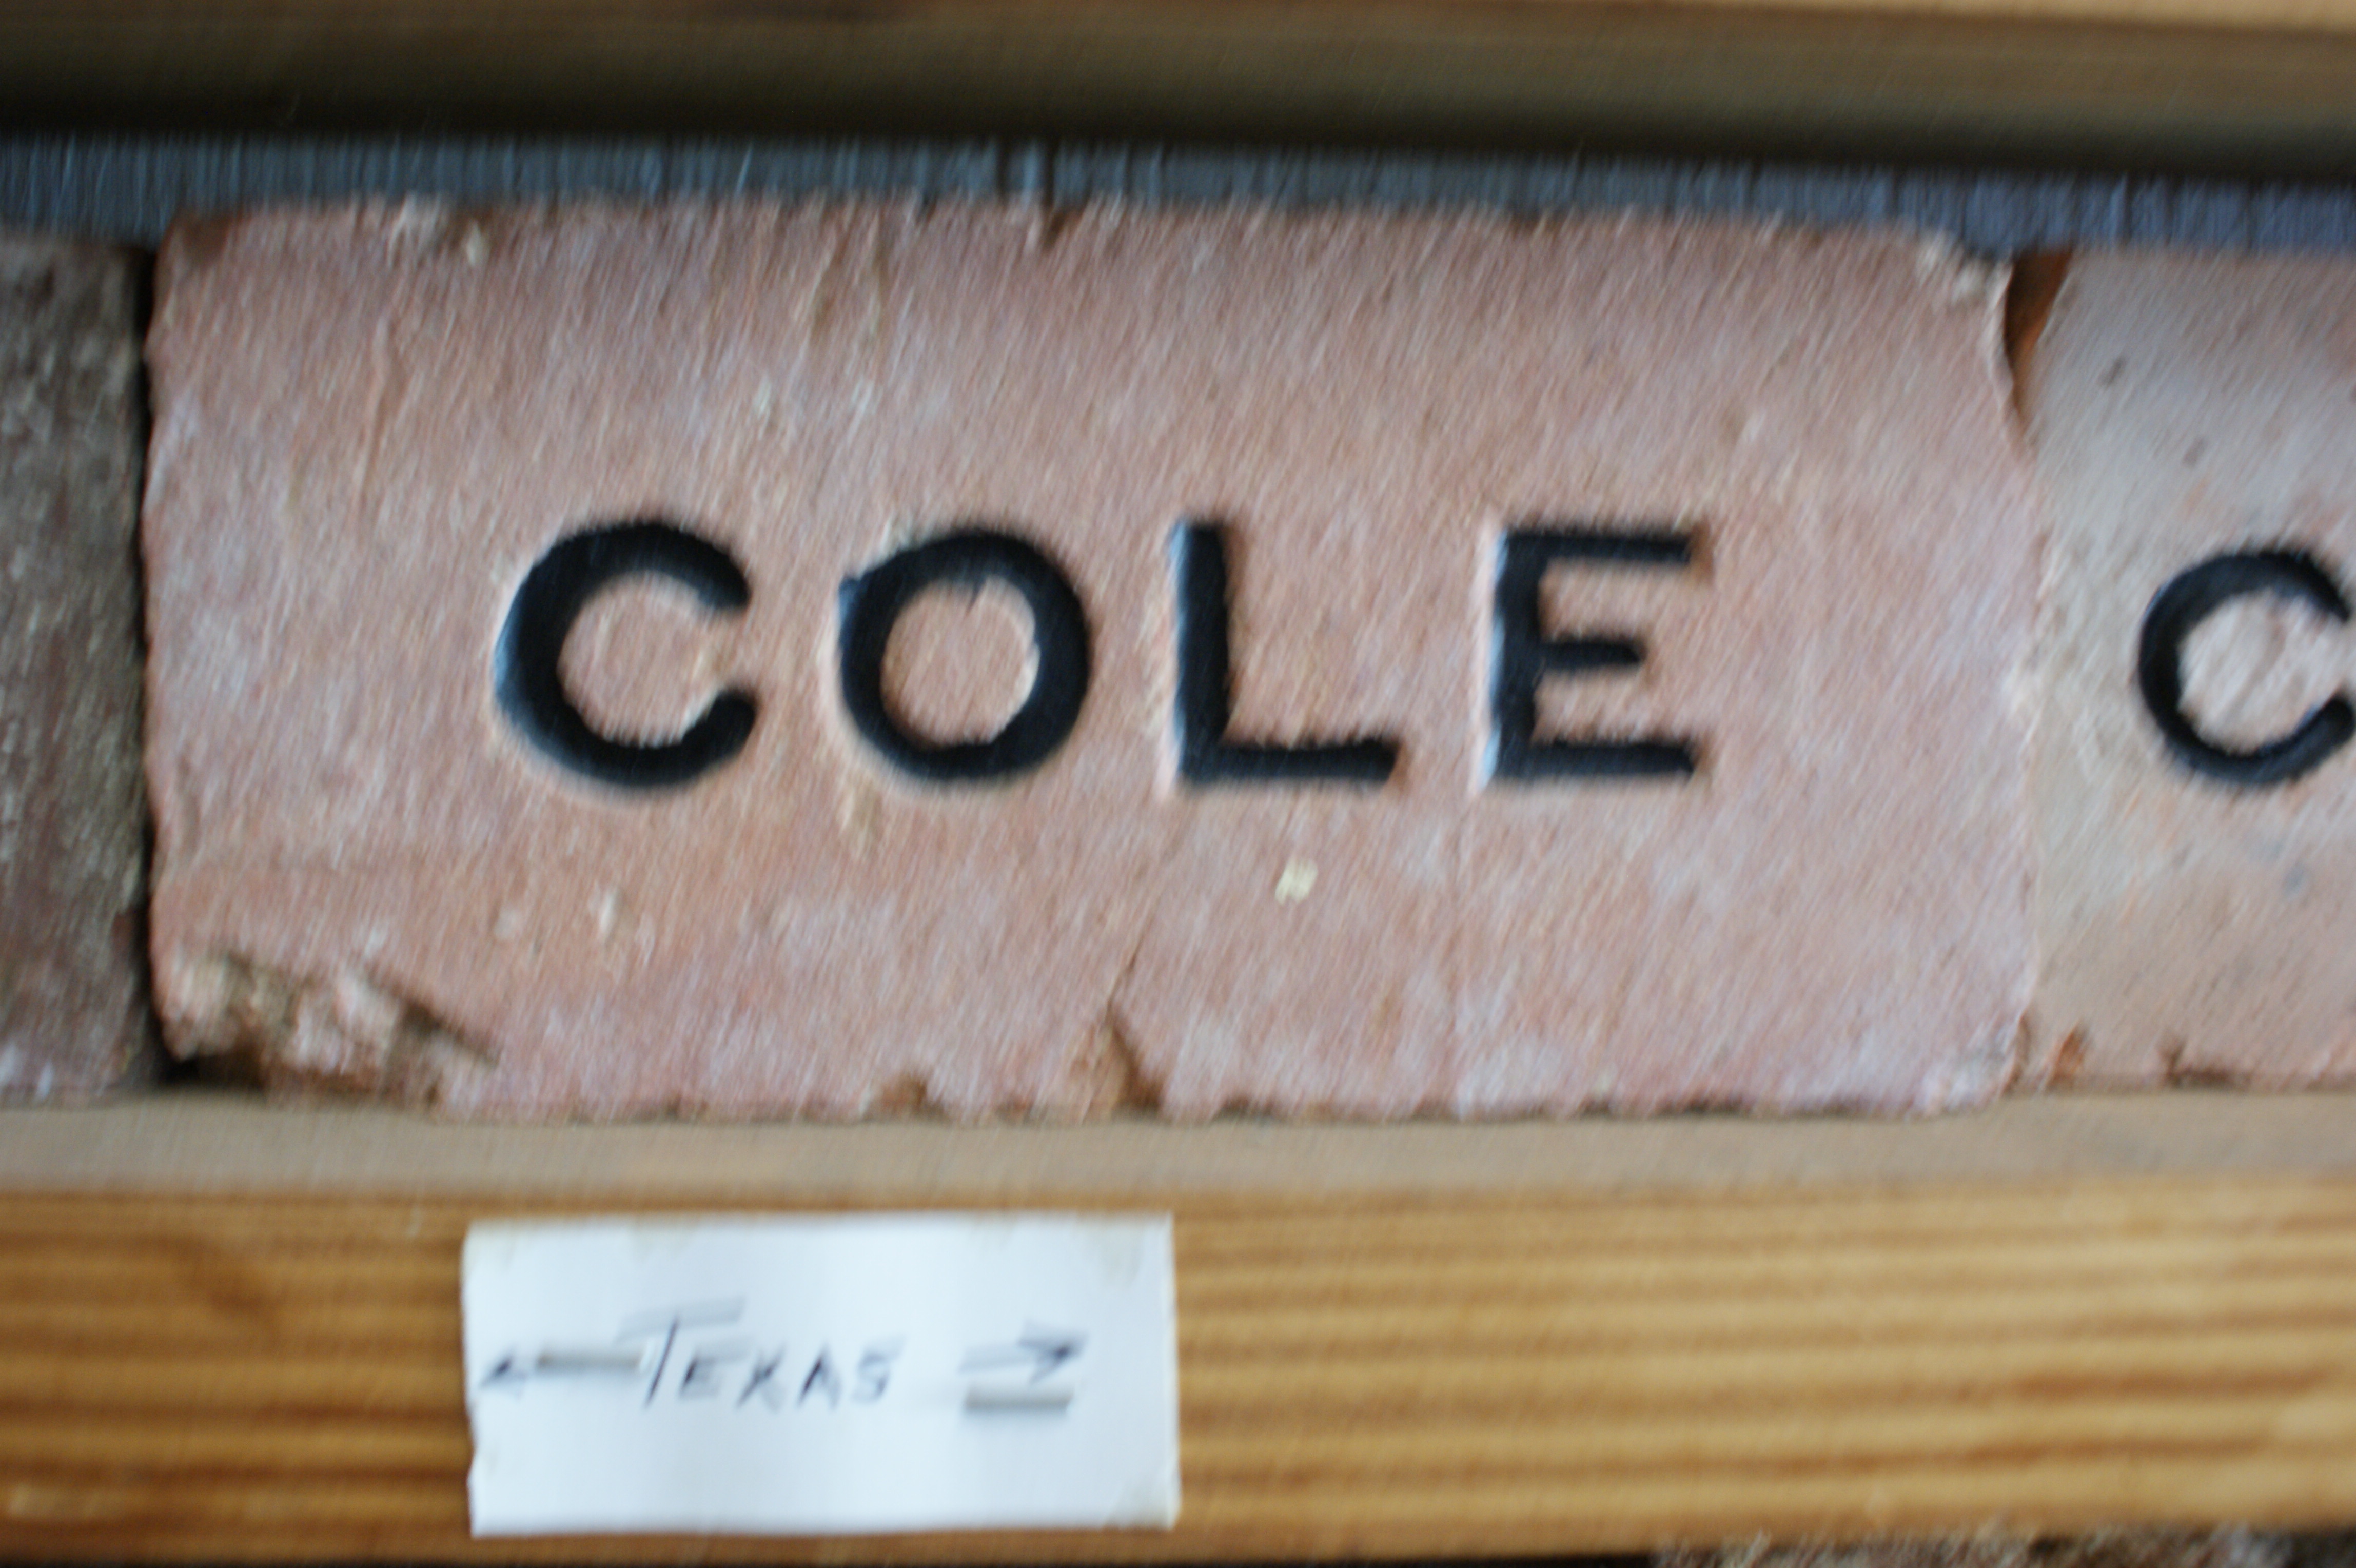 COLE C
← TEXAS →